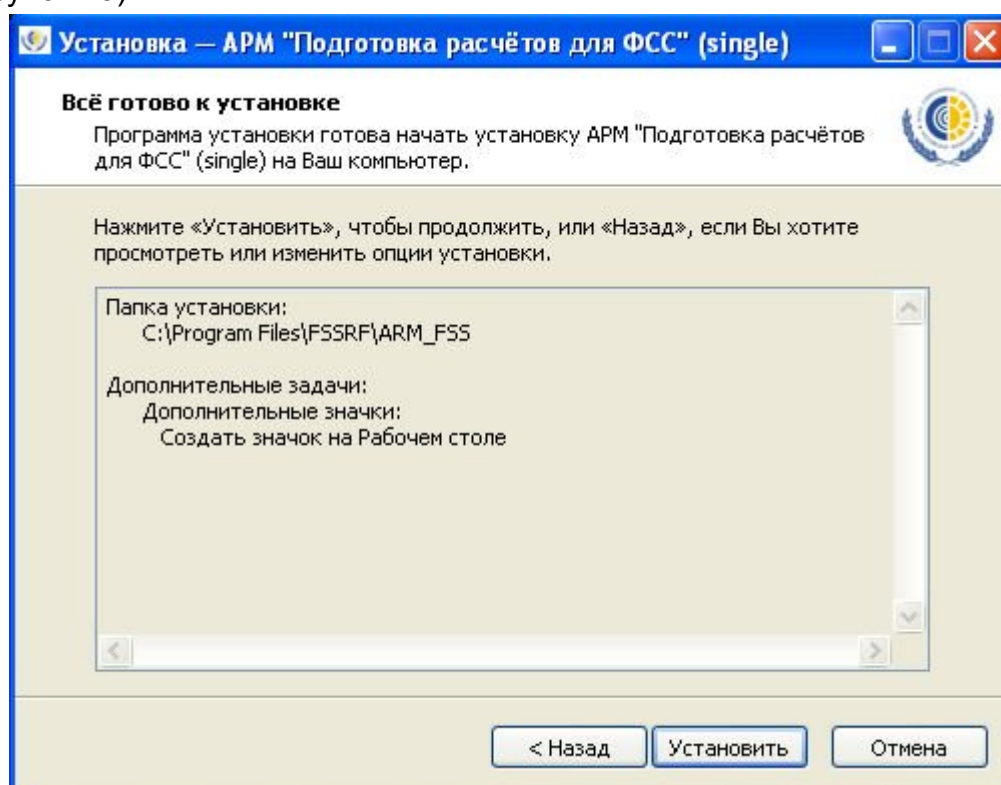 Установка — АРМ "Подготовка расчётов для ФСС" (single)
Всё готово к установке
Программа установки готова начать установку АРМ "Подготовка расчётов
для ФСС" (single) на Ваш компьютер.
Нажмите «Установить», чтобы продолжить, или «Назад», если Вы хотите
просмотреть или изменить опции установки.
Папка установки:
C:\Program Files\FSSRF\ARM_FSS
Дополнительные задачи:
Дополнительные значки:
Создать значок на Рабочем столе
< Назад
Установить
Отмена